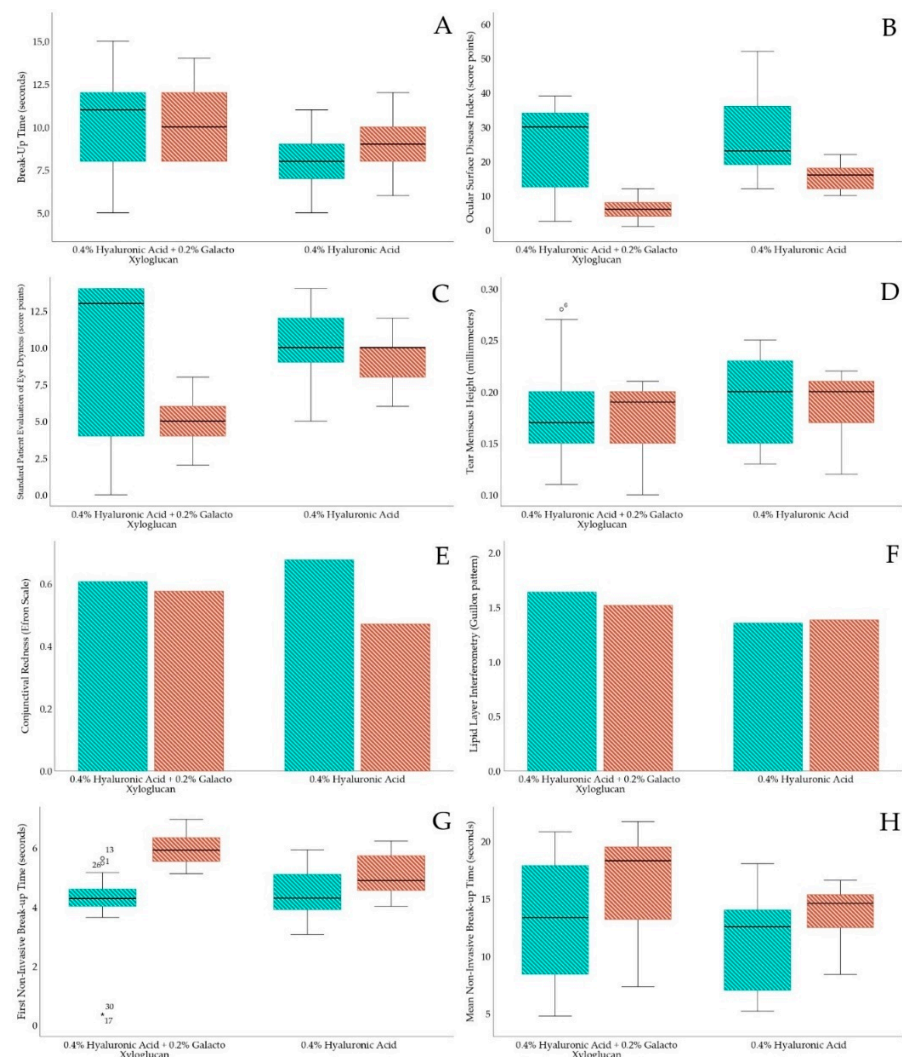 A
Break-Up Time (seconds)
15,0
12.5
10,0
7.5
5,0
0.4% Hyaluronic Acid + 0.2% Galacto
Xyloglucan
0.4% Hyaluronic Acid
B
Ocular Surface Disease Index (score points)
60
50
40
30
20
10
0
0.4% Hyaluronic Acid + 0.2% Galacto
Xyloglucan
0.4% Hyaluronic Acid
C
Standard Patient Evaluation of Eye Dryness (score points)
12.5
10.0
7.5
5.0
2.5
0.0
0.4% Hyaluronic Acid + 0.2% Galacto
Xyloglucan
0.4% Hyaluronic Acid
D
Tear Meniscus Height (millimmeters)
0.30
0,25
0.20
0.15
0.10
6
0.4% Hyaluronic Acid + 0.2% Galacto
Xyloglucan
0.4% Hyaluronic Acid
E
Conjunctival Redness (Efron Scale)
0.6
0.4
0.2
0.0
0.4% Hyaluronic Acid + 0.2% Galacto
Xyloglucan
0.4% Hyaluronic Acid
F
Lipid Layer Interferometry (Guillon pattern)
2.0
1.5
1.0
0.5
0.0
0.4% Hyaluronic Acid + 0.2% Galacto
Xyloglucan
0.4% Hyaluronic Acid
G
First Non-Invasive Break-up Time (seconds)
6
4
2
0
13
30
17
0.4% Hyaluronic Acid + 0.2% Galacto
Xyloglucan
0.4% Hyaluronic Acid
H
Mean Non-Invasive Break-up Time (seconds)
20
15
10
5
0.4% Hyaluronic Acid + 0.2% Galacto
Xyloglucan
0.4% Hyaluronic Acid